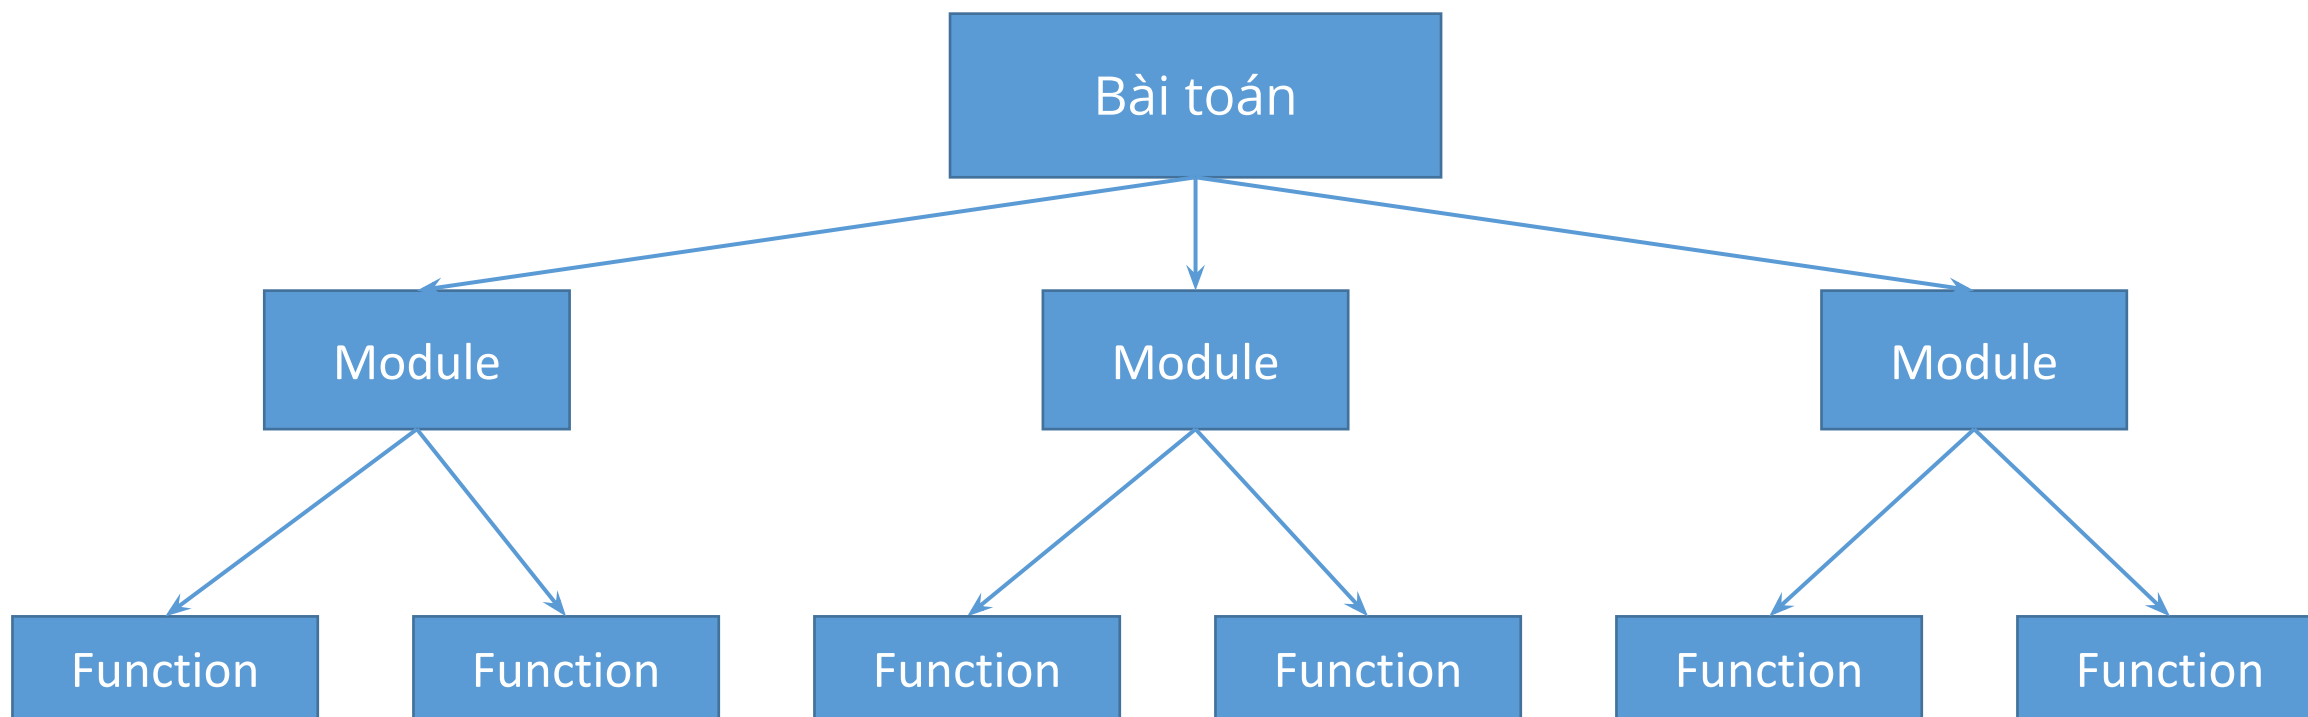 Bài toán
Module
Module
Module
Function
Function
Function
Function
Function
Function